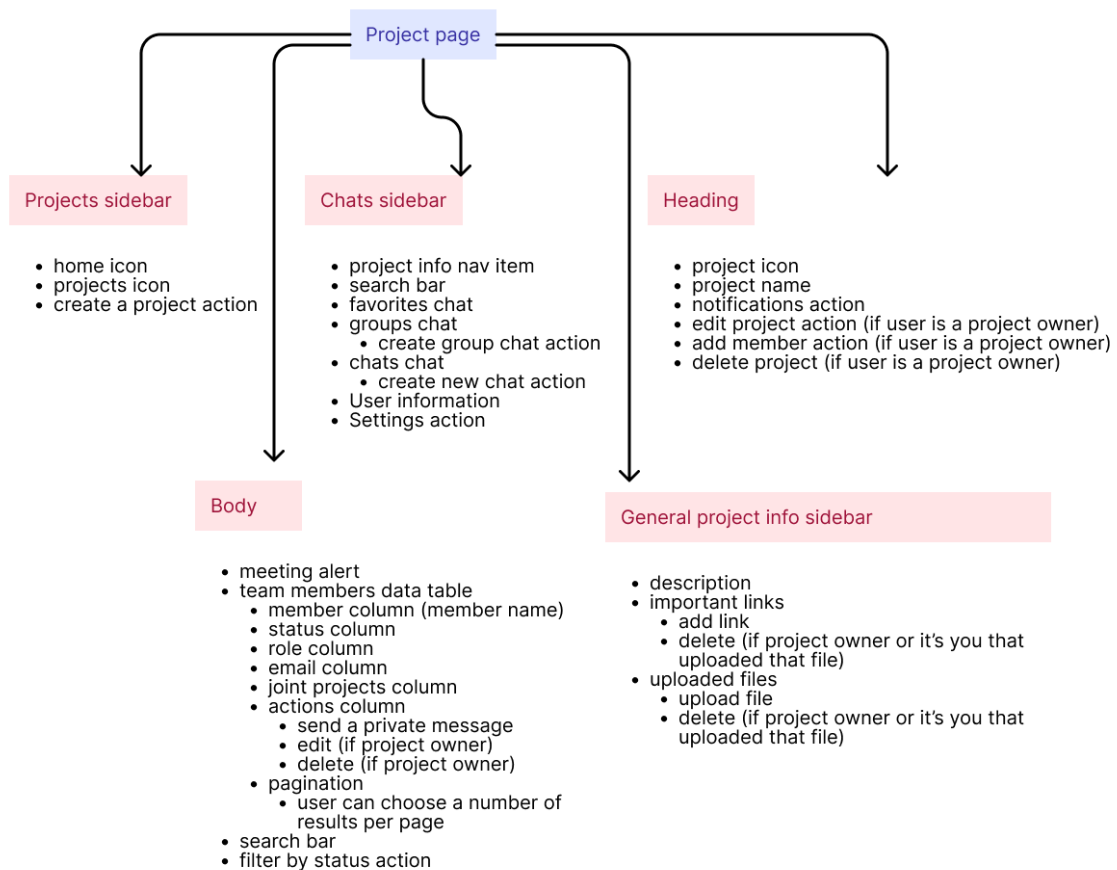 Project page
Projects sidebar
home icon
projects icon
create a project action
Chats sidebar
project info nav item
search bar
favorites chat
groups chat
create group chat action
chats chat
create new chat action
User information
Settings action
Heading
project icon
project name
notifications action
edit project action (if user is a project owner)
add member action (if user is a project owner)
delete project (if user is a project owner)
Body
meeting alert
team members data table
member column (member name)
status column
role column
email column
joint projects column
actions column
send a private message
edit (if project owner)
delete (if project owner)
pagination
user can choose a number of
results per page
search bar
filter by status action
General project info sidebar
description
important links
add link
delete (if project owner or it’s you that
uploaded that file)
uploaded files
upload file
delete (if project owner or it’s you that
uploaded that file)